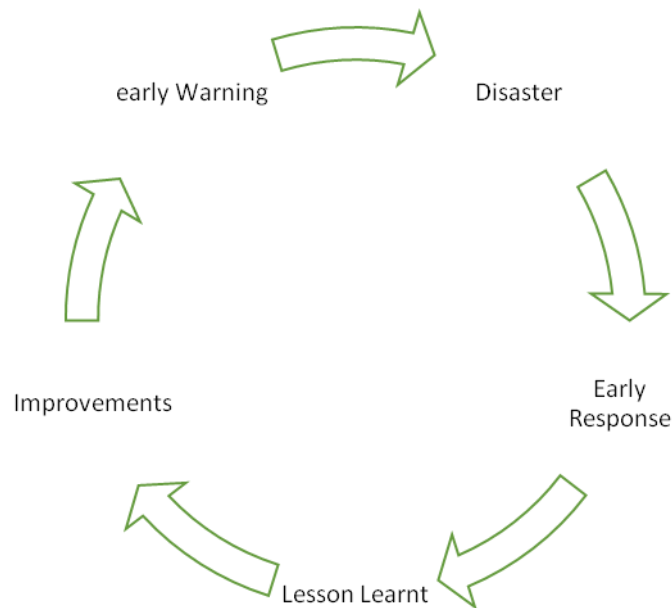 early Warning
Disaster
Early
Response
Lesson Learnt
Improvements